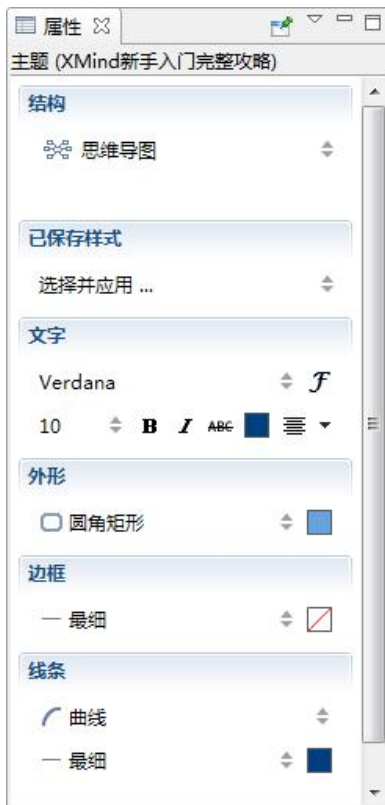 属性
主题 (XMind新手入门完整攻略)
结构
思维导图
已保存样式
选择并应用 ...
文字
Verdana
10 B I ABC
外形
圆角矩形
边框
最细
线条
曲线
最细